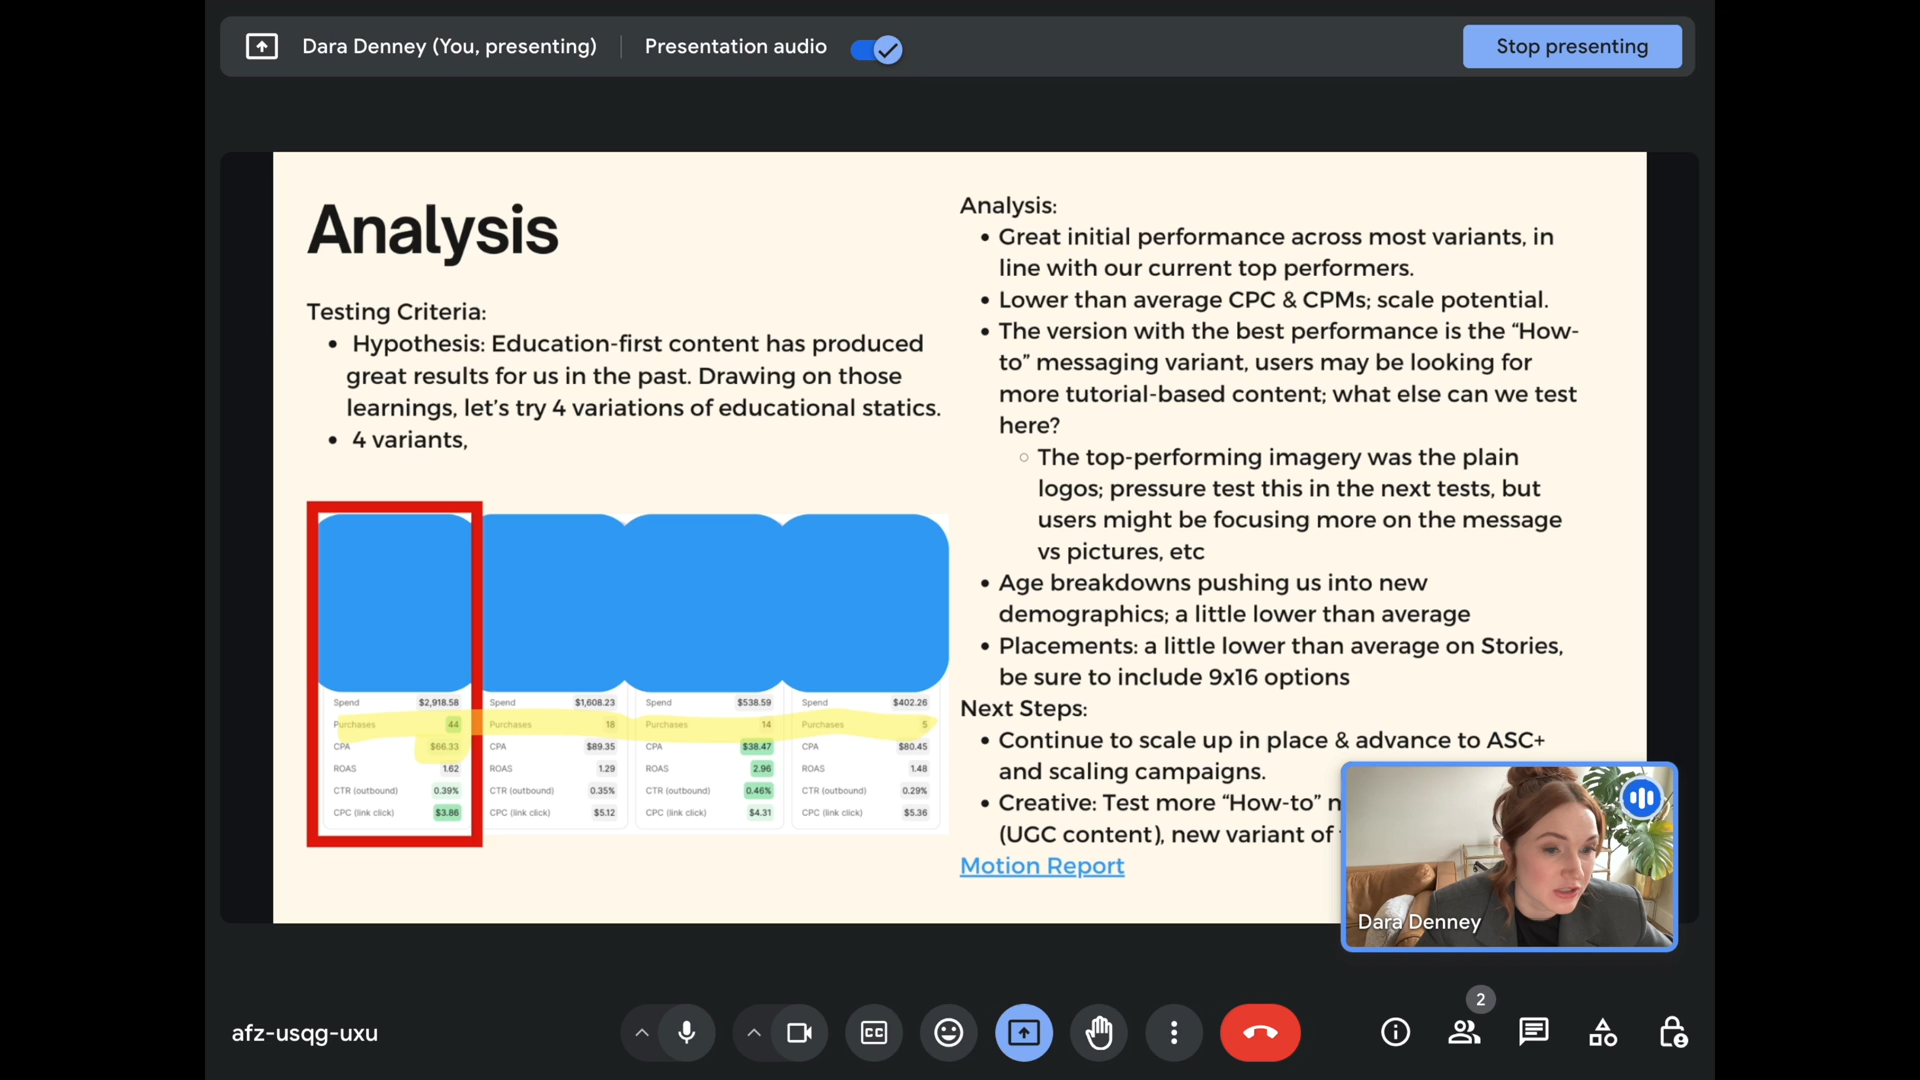 Dara Denney (You, presenting)
Presentation audio
Stop presenting
Analysis
Testing Criteria:
Hypothesis: Education-first content has produced
great results for us in the past. Drawing on those
learnings, let's try 4 variations of educational statics.
4 variants,
Spend $2,918.58
Purchases 44
CPA $66.33
ROAS 1.62
CTR (outbound) 0.39%
CPC (link click) $3.86
Spend $1,608.23
Purchases 18
CPA $89.35
ROAS 1.29
CTR (outbound) 0.35%
CPC (link click) $5.12
Spend $538.59
Purchases 14
CPA $38.47
ROAS 2.96
CTR (outbound) 0.46%
CPC (link click) $4.31
Spend $402.26
Purchases 5
CPA $80.45
ROAS 1.48
CTR (outbound) 0.29%
CPC (link click) $5.36
Analysis:
Great initial performance across most variants, in
line with our current top performers.
Lower than average CPC & CPMs; scale potential.
The version with the best performance is the “How-
to” messaging variant, users may be looking for
more tutorial-based content; what else can we test
here?
The top-performing imagery was the plain
logos; pressure test this in the next tests, but
users might be focusing more on the message
vs pictures, etc
Age breakdowns pushing us into new
demographics; a little lower than average
Placements: a little lower than average on Stories,
be sure to include 9x16 options
Next Steps:
Continue to scale up in place & advance to ASC+
and scaling campaigns.
Creative: Test more “How-to”
(UGC content), new variant of
Motion Report
Dara Denney
afz-usqg-uxu
CC
2